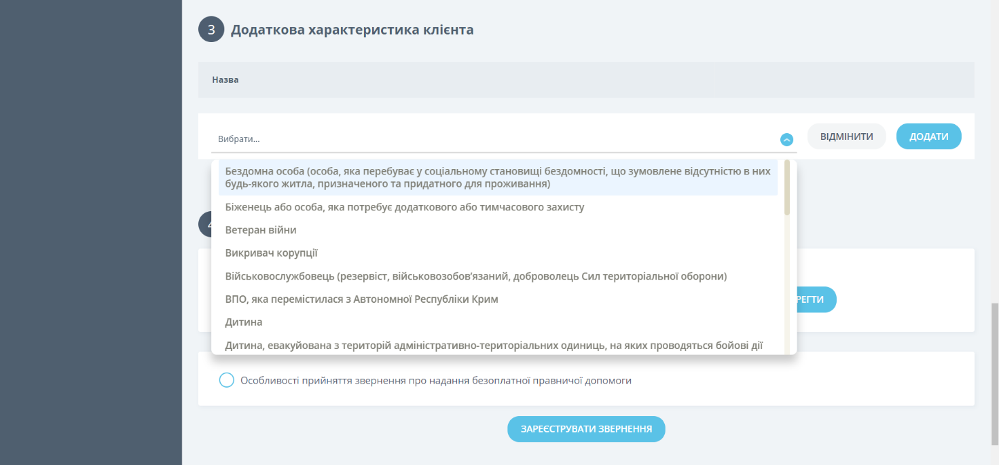 3 Додаткова характеристика клієнта
Назва
Вибрати...
ВІДМІНИТИ
ДОДАТИ
Бездомна особа (особа, яка перебуває у соціальному становищі бездомності, що зумовлене відсутністю в них
будь-якого житла, призначеного та придатного для проживання)
Біженець або особа, яка потребує додаткового або тимчасового захисту
Ветеран війни
Викривач корупції
Військовослужбовець (резервіст, військовозобов’язаний, доброволець Сил територіальної оборони)
ВПО, яка перемістилася з Автономної Республіки Крим
РЕГТИ
Дитина
Дитина, евакуйована з територій адміністративно-територіальних одиниць, на яких проводяться бойові дії
Особливості прийняття звернення про надання безоплатної правничої допомоги
ЗАРЕЄСТРУВАТИ ЗВЕРНЕННЯ